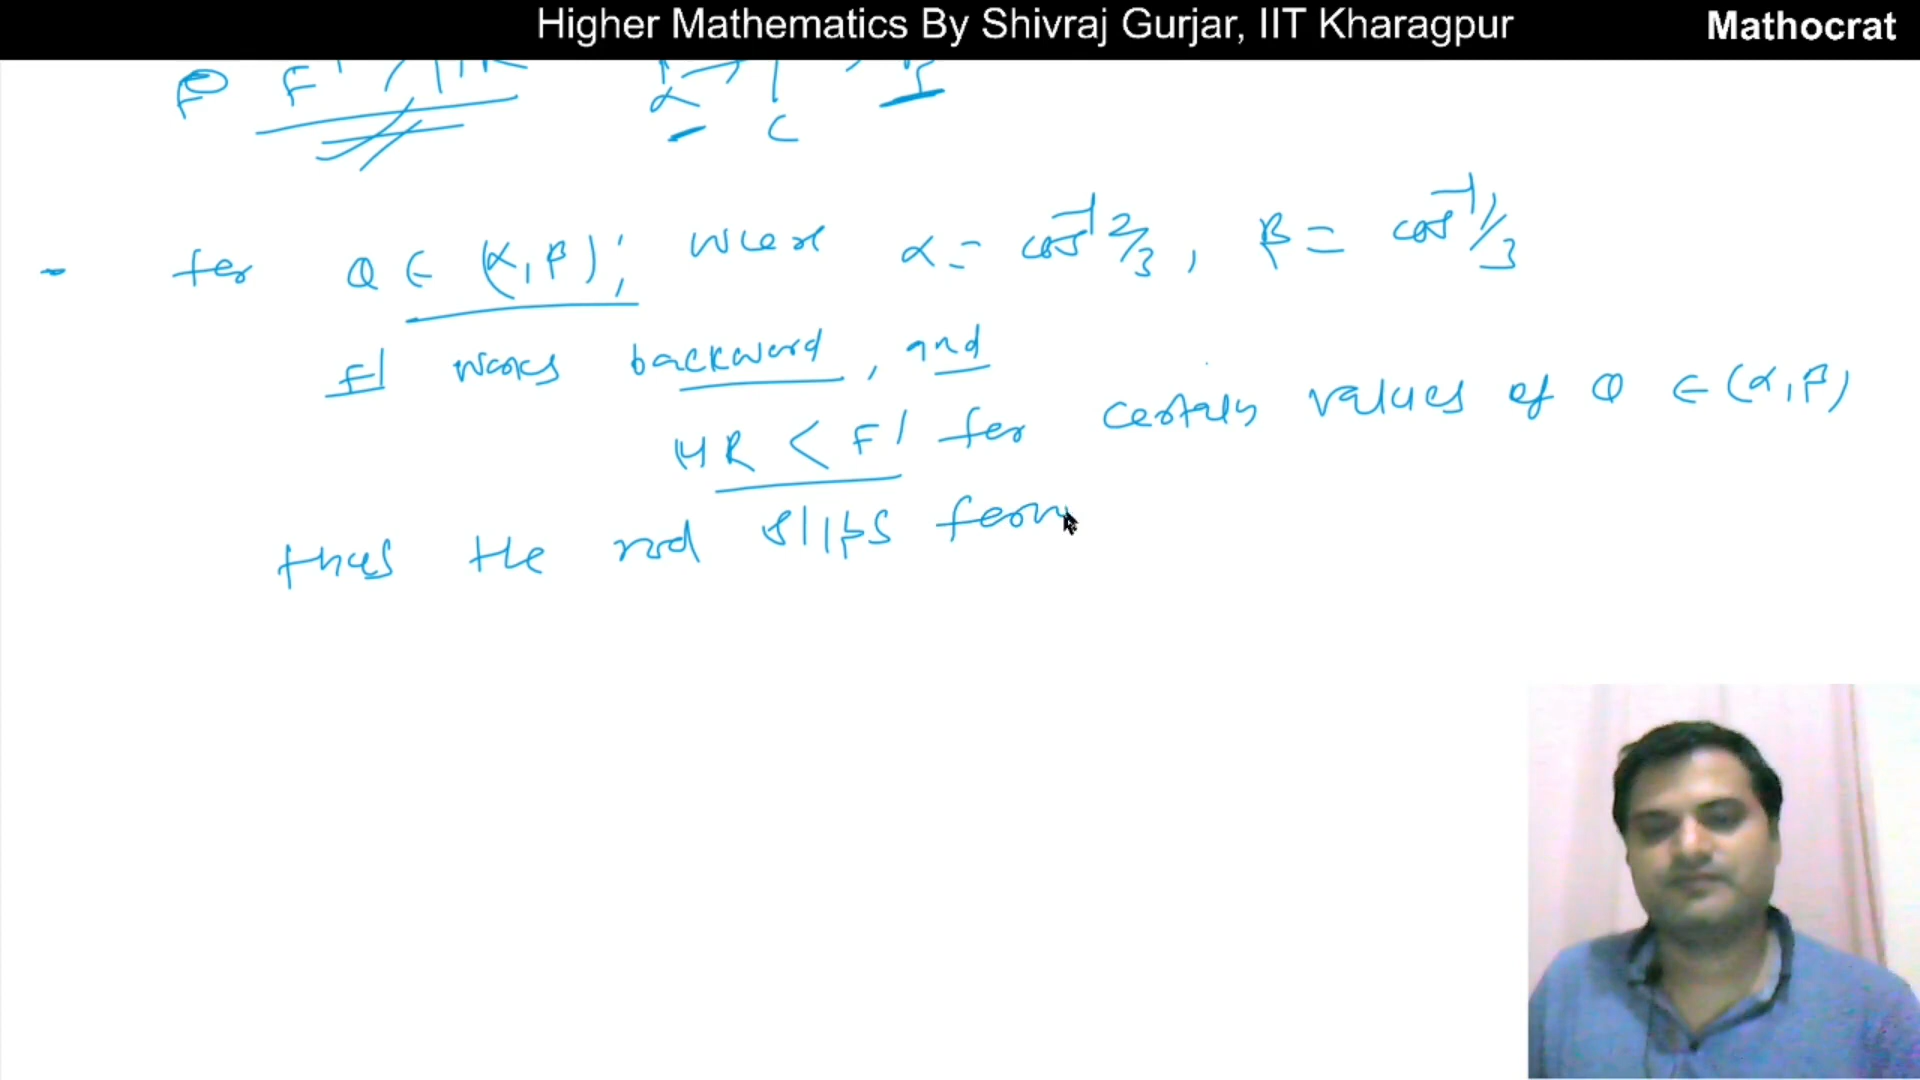 Higher Mathematics By Shivraj Gurjar, IIT Kharagpur
Mathocrat
α C
- for θ ∈ (α, β); where α = cos⁻¹ 2/3, β = cos⁻¹ 1/3
F' works backward, and
μR < F' for certain values of θ ∈ (α, β)
thus the rod slips from